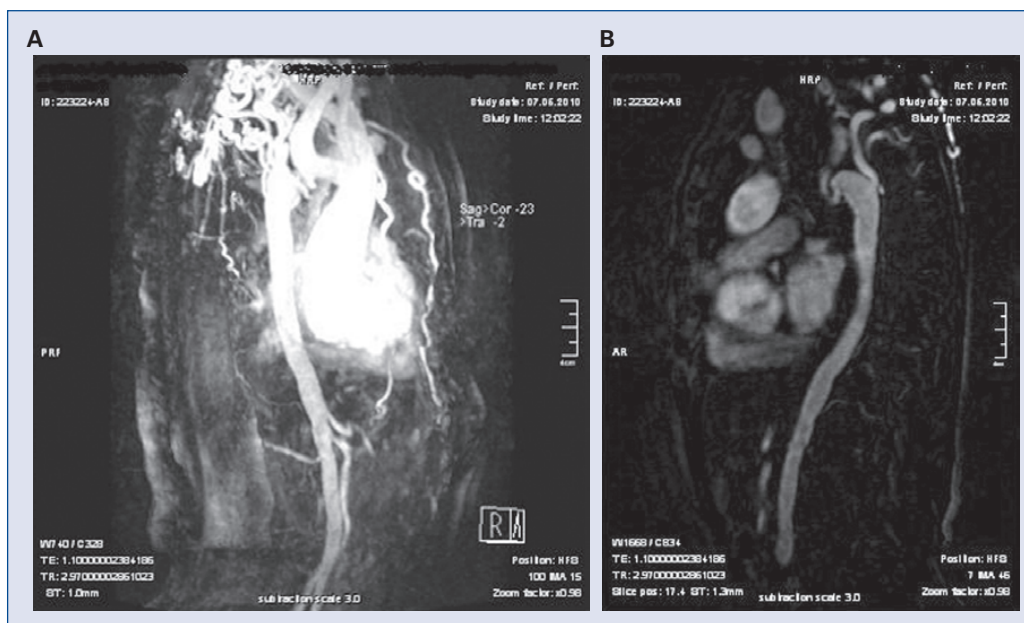 A
HRP
Ref: / Perf:
ID: 223224-AB
Study date: 07.06.2010
Study time: 12:02:22
Sag>Cor -23
>Tra -2
PRF
4cm
R A
W740 / C328
TE: 1.10000002384186
TR: 2.97000002861023
ST: 1.0mm
Position: HFS
100 IMA 15
Zoom factor: x0.98
subtraction scale 3.0
B
HRP
Ref: / Perf:
ID: 223224-AB
Study date: 07.06.2010
Study time: 12:02:22
AR
W1668 / C834
TE: 1.10000002384186
TR: 2.97000002861023
Slice pos: 17.4 ST: 1.3mm
Position: HFS
7 IMA 46
Zoom factor: x0.98
subtraction scale 3.0